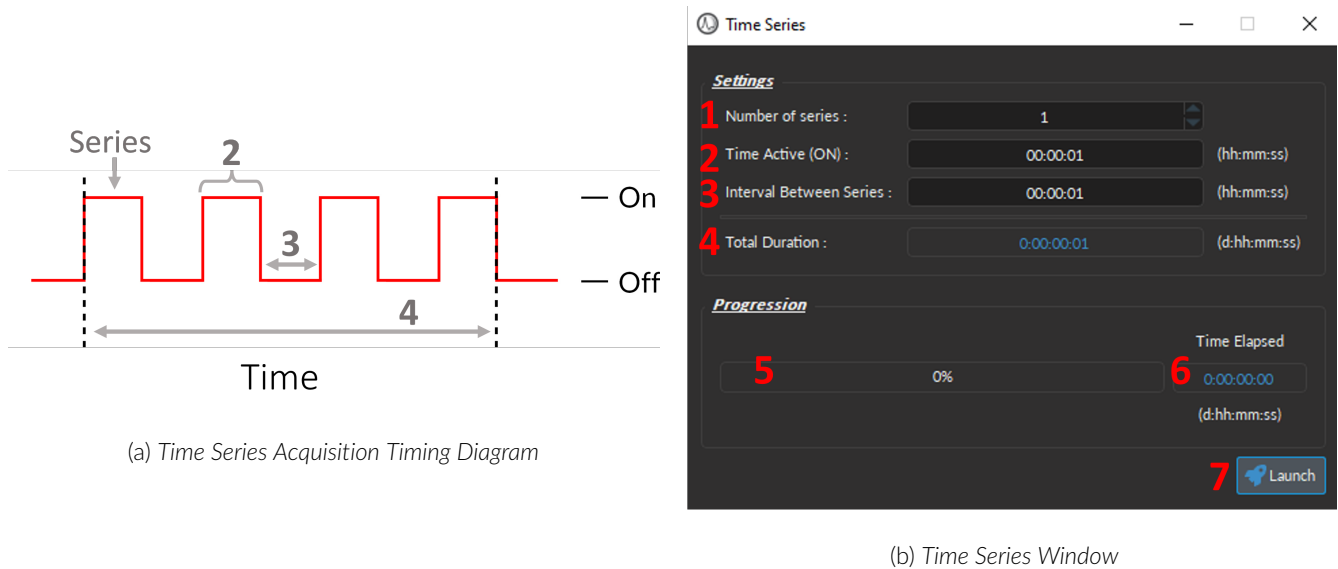 Series
2
On
3
Off
4
Time
(a) Time Series Acquisition Timing Diagram
Time Series
Settings
1 Number of series : 1
2 Time Active (ON) : 00:00:01 (hh:mm:ss)
3 Interval Between Series : 00:00:01 (hh:mm:ss)
4 Total Duration : 0:00:00:01 (d:hh:mm:ss)
Progression
Time Elapsed
5 0% 6 0:00:00:00
(d:hh:mm:ss)
7 Launch
(b) Time Series Window